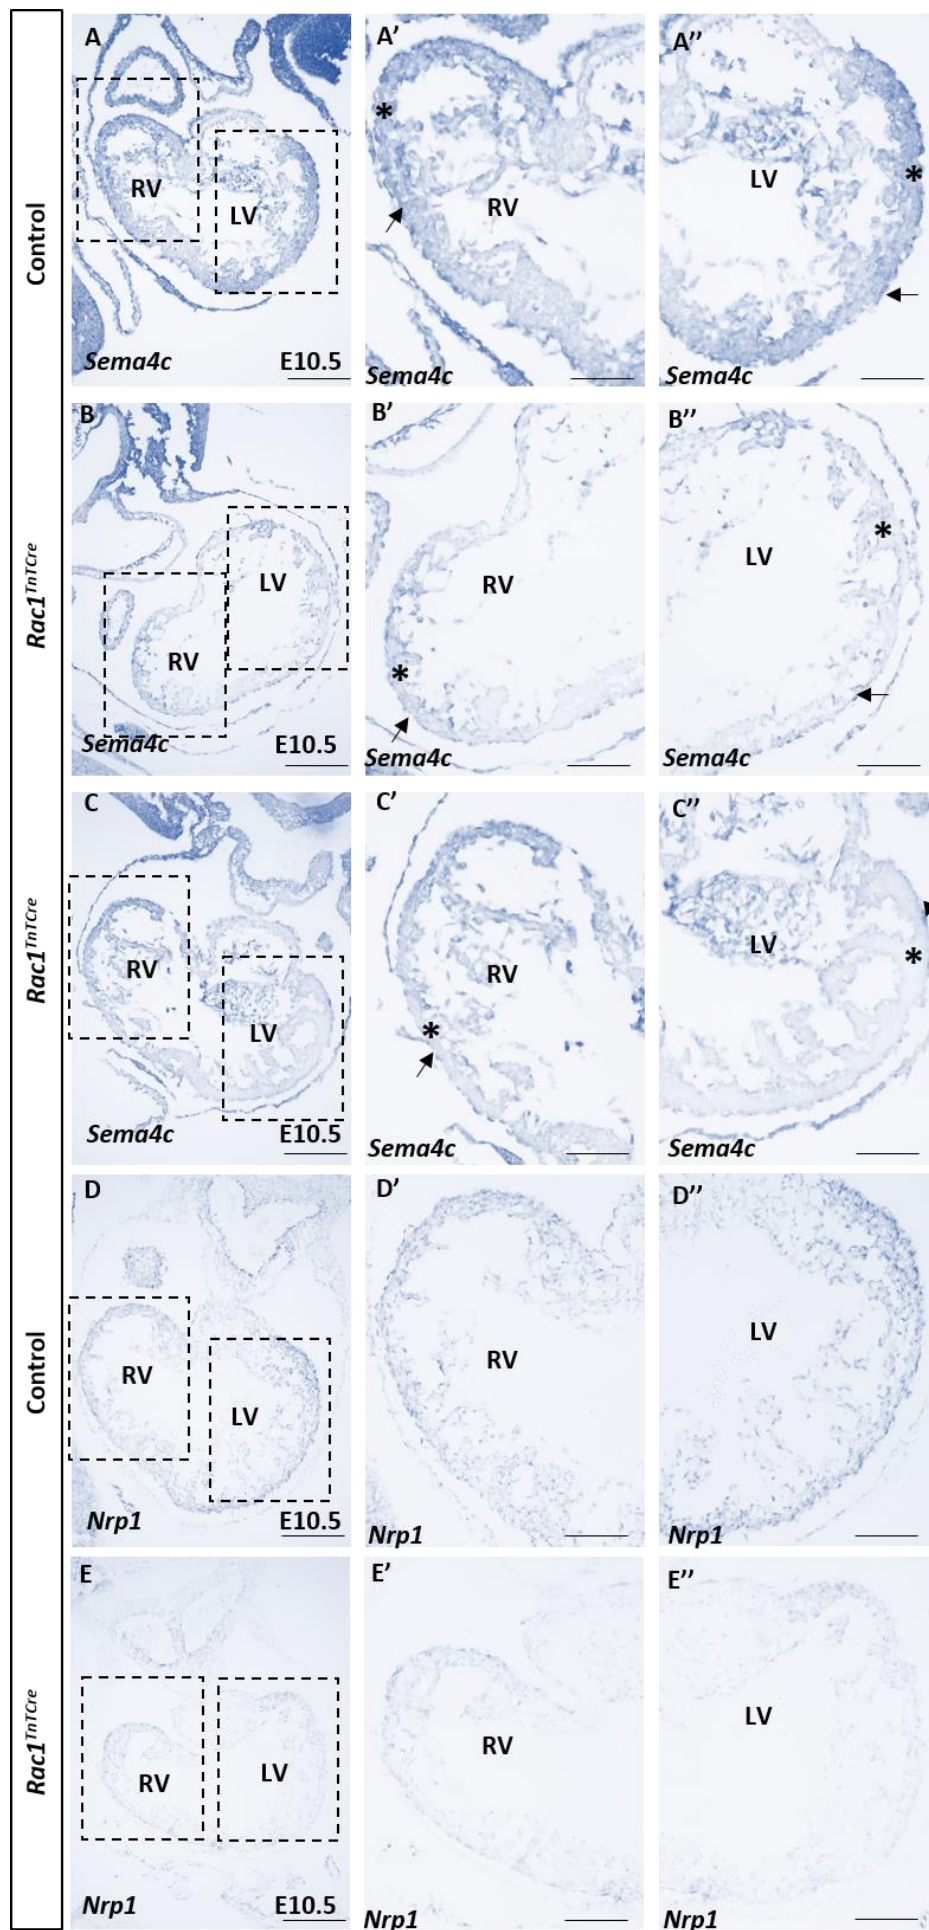 Control
A
RV
LV
Sema4c
E10.5
A’
*
RV
Sema4c
A’’
LV
*
Sema4c
Rac1TnTCre
B
LV
RV
Sema4c
E10.5
B’
RV
*
Sema4c
B’’
LV
*
Sema4c
Rac1TnTCre
C
RV
LV
Sema4c
E10.5
C’
RV
*
Sema4c
C’’
LV
*
Sema4c
Control
D
RV
LV
Nrp1
E10.5
D’
RV
Nrp1
D’’
LV
Nrp1
Rac1TnTCre
E
RV
LV
Nrp1
E10.5
E’
RV
Nrp1
E’’
LV
Nrp1